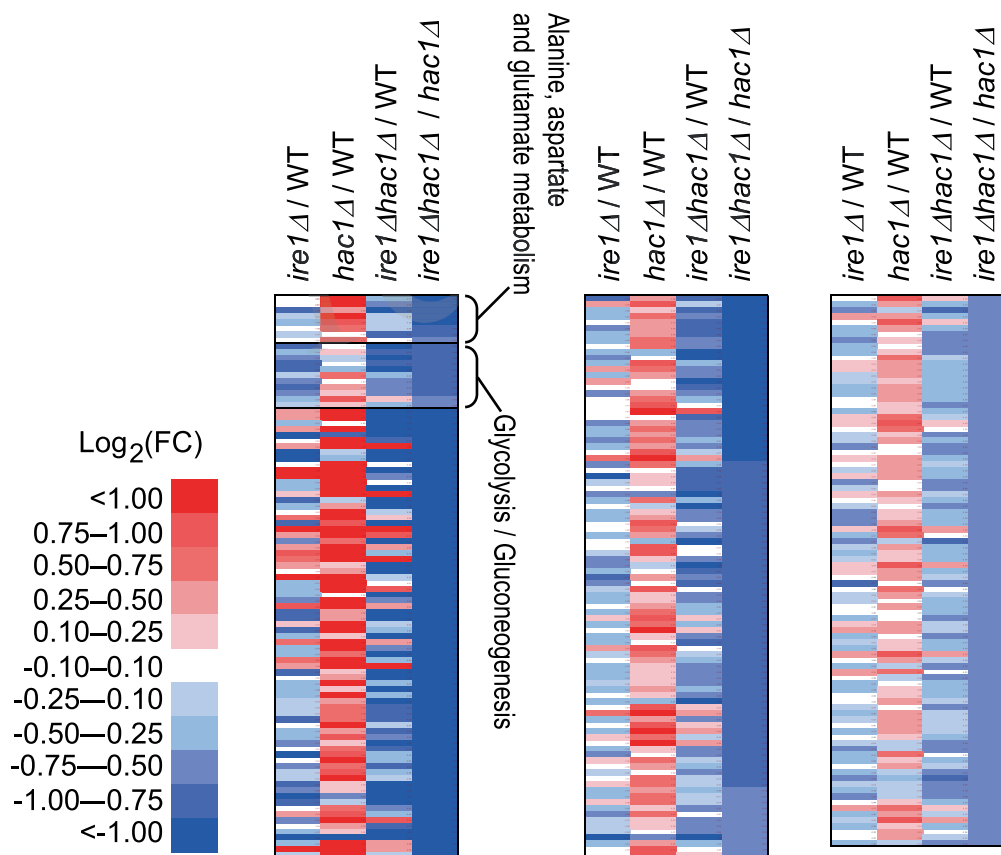 ire1Δ / WT
hac1Δ / WT
ire1Δhac1Δ / WT
ire1Δhac1Δ / hac1Δ
Alanine, aspartate
and glutamate metabolism
ire1Δ / WT
hac1Δ / WT
ire1Δhac1Δ / WT
ire1Δhac1Δ / hac1Δ
ire1Δ / WT
hac1Δ / WT
ire1Δhac1Δ / WT
ire1Δhac1Δ / hac1Δ
Glycolysis / Gluconeogenesis
Log2(FC)
<1.00
0.75—1.00
0.50—0.75
0.25—0.50
0.10—0.25
-0.10—0.10
-0.25—0.10
-0.50—0.25
-0.75—0.50
-1.00—0.75
<-1.00